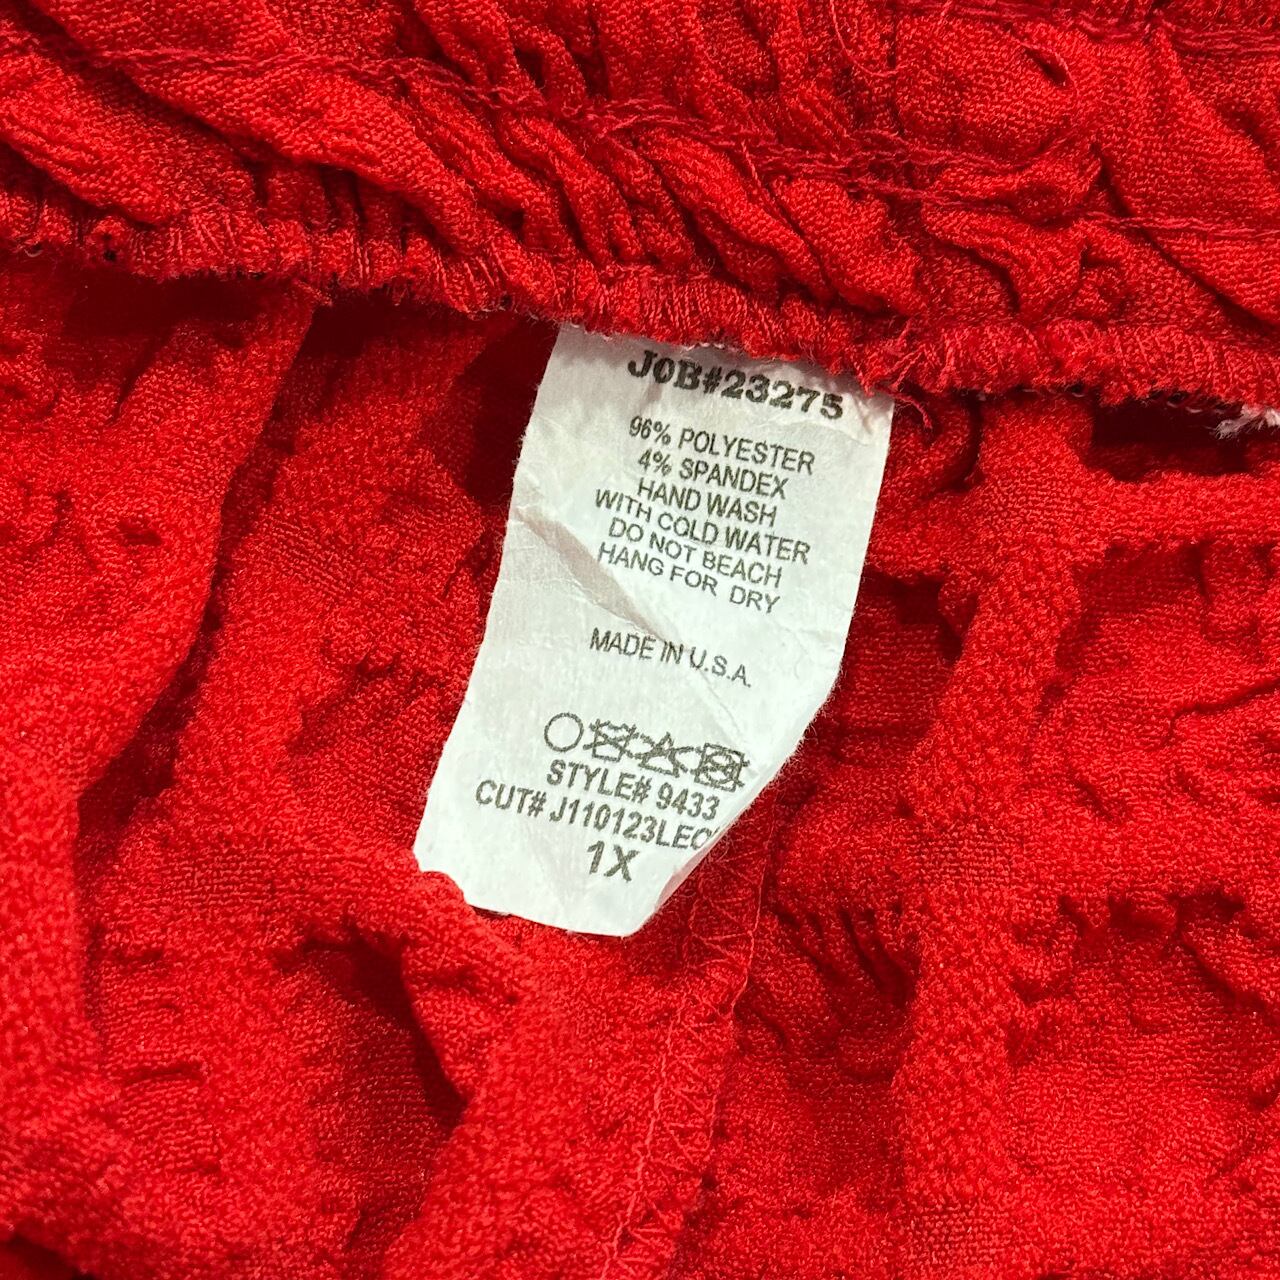 JOB#23275
96% POLYESTER
4% SPANDEX
HAND WASH
WITH COLD WATER
DO NOT BEACH
HANG FOR DRY
MADE IN U.S.A.
STYLE# 9433
CUT# J110123LEO
1X